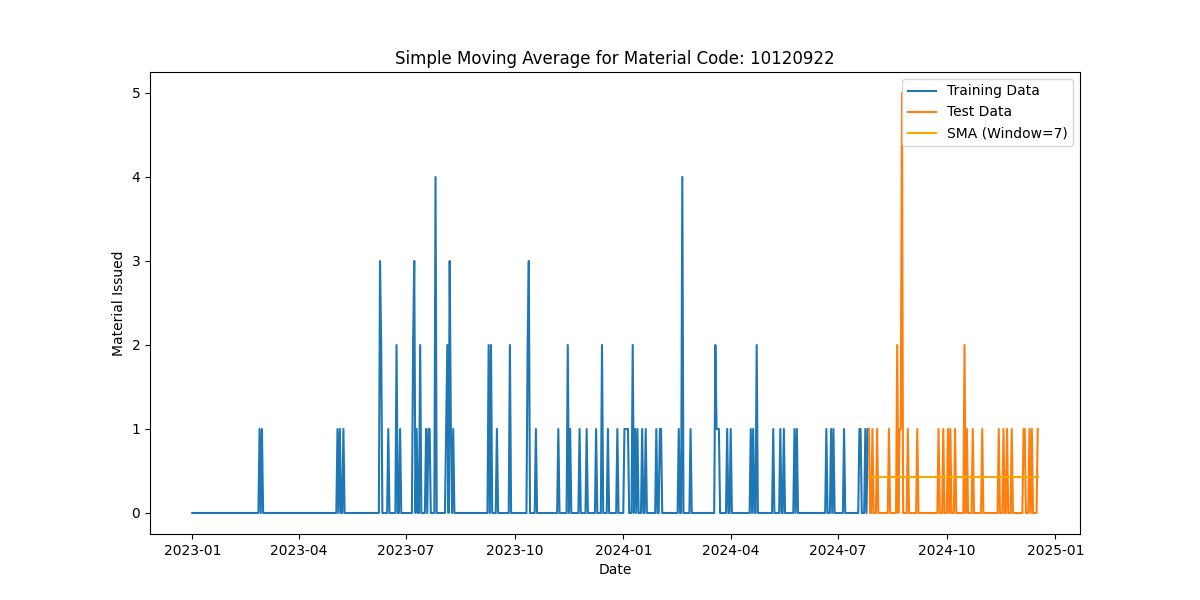 Simple Moving Average for Material Code: 10120922
Training Data
Test Data
SMA (Window=7)
5
4
3
2
1
0
Material Issued
2023-01
2023-04
2023-07
2023-10
2024-01
2024-04
2024-07
2024-10
2025-01
Date